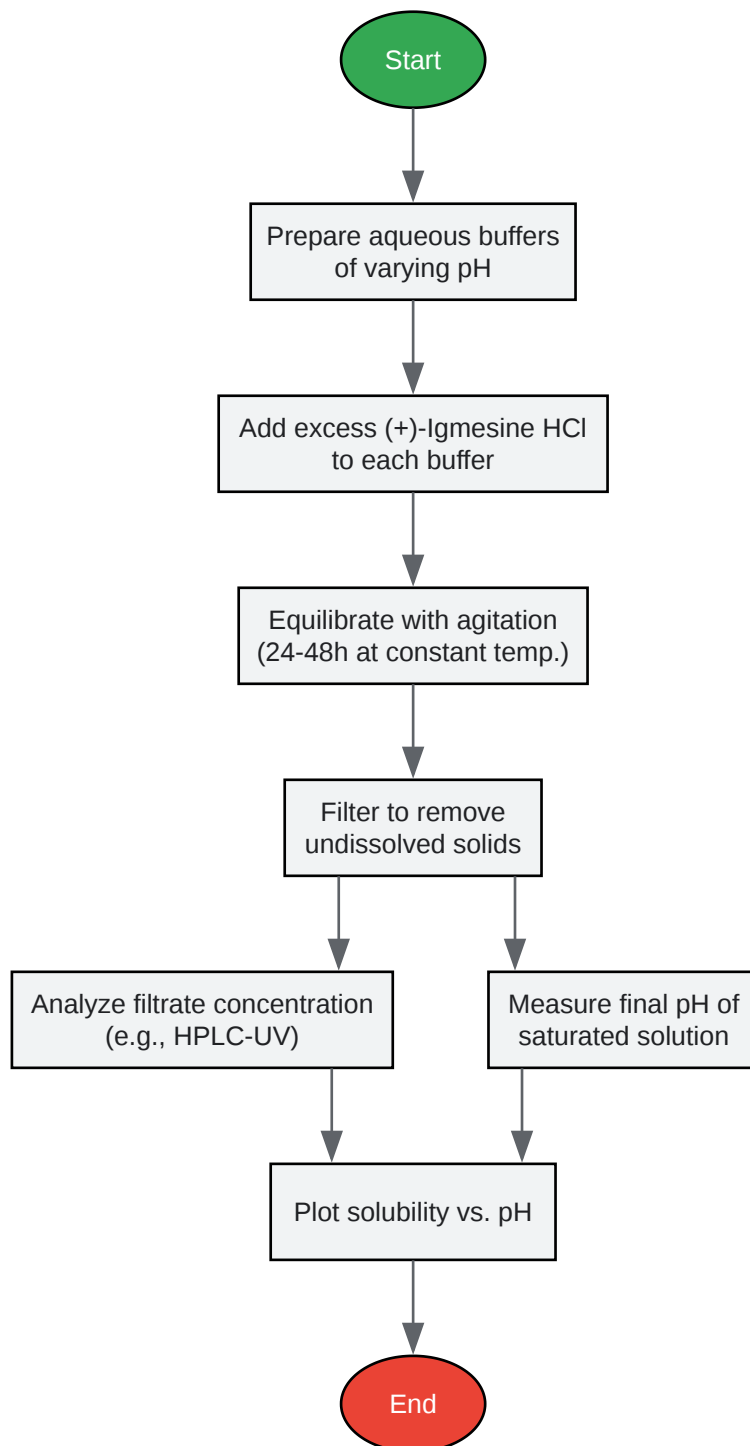 Start
Prepare aqueous buffers
of varying pH
Add excess (+)-Igmesine HCl
to each buffer
Equilibrate with agitation
(24-48h at constant temp.)
Filter to remove
undissolved solids
Analyze filtrate concentration
(e.g., HPLC-UV)
Measure final pH of
saturated solution
Plot solubility vs. pH
End